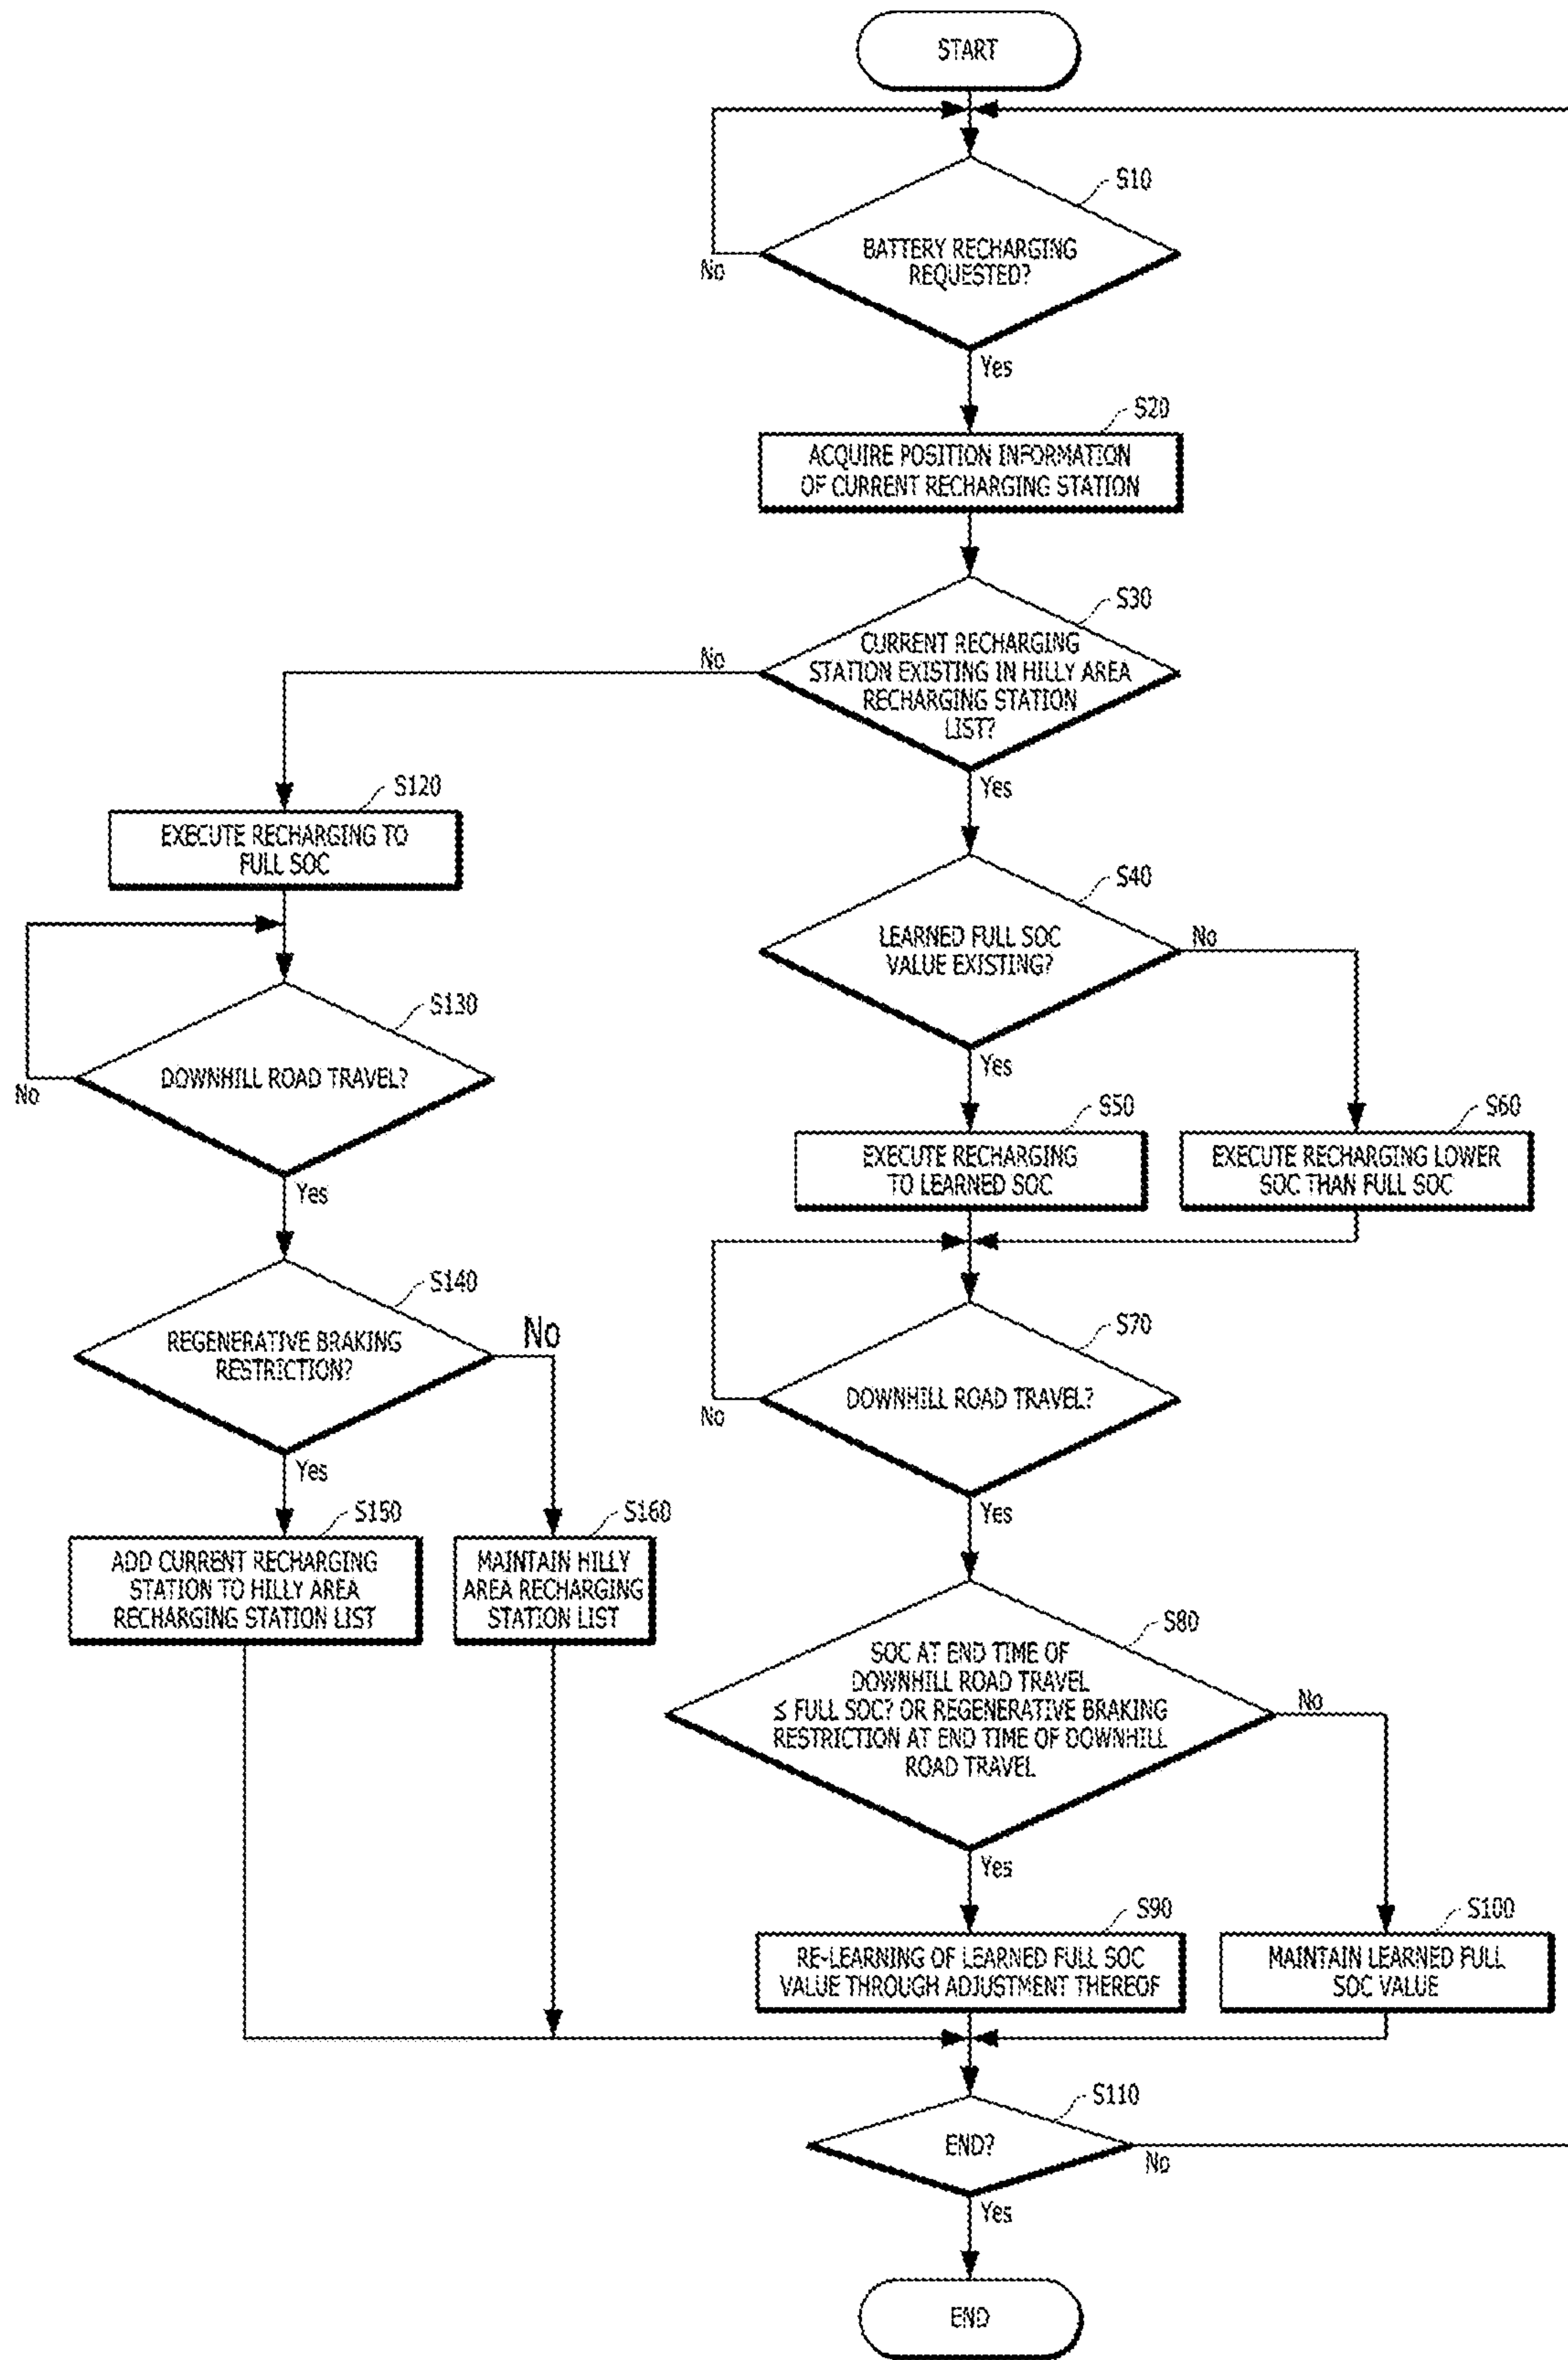 START
S10
BATTERY RECHARGING
REQUESTED?
No
Yes
S20
ACQUIRE POSITION INFORMATION
OF CURRENT RECHARGING STATION
S30
CURRENT RECHARGING
STATION EXISTING IN HILLY AREA
RECHARGING STATION
LIST?
No
Yes
S120
EXECUTE RECHARGING TO
FULL SOC
S40
LEARNED FULL SOC
VALUE EXISTING?
No
Yes
S130
DOWNHILL ROAD TRAVEL?
No
Yes
S50
EXECUTE RECHARGING
TO LEARNED SOC
S60
EXECUTE RECHARGING LOWER
SOC THAN FULL SOC
S140
REGENERATIVE BRAKING
RESTRICTION?
No
Yes
S70
DOWNHILL ROAD TRAVEL?
No
Yes
S150
ADD CURRENT RECHARGING
STATION TO HILLY AREA
RECHARGING STATION LIST
S160
MAINTAIN HILLY
AREA RECHARGING
STATION LIST
S80
SOC AT END TIME OF
DOWNHILL ROAD TRAVEL
≤ FULL SOC? OR REGENERATIVE BRAKING
RESTRICTION AT END TIME OF DOWNHILL
ROAD TRAVEL
No
Yes
S90
RE-LEARNING OF LEARNED FULL SOC
VALUE THROUGH ADJUSTMENT THEREOF
S100
MAINTAIN LEARNED FULL
SOC VALUE
S110
END?
No
Yes
END